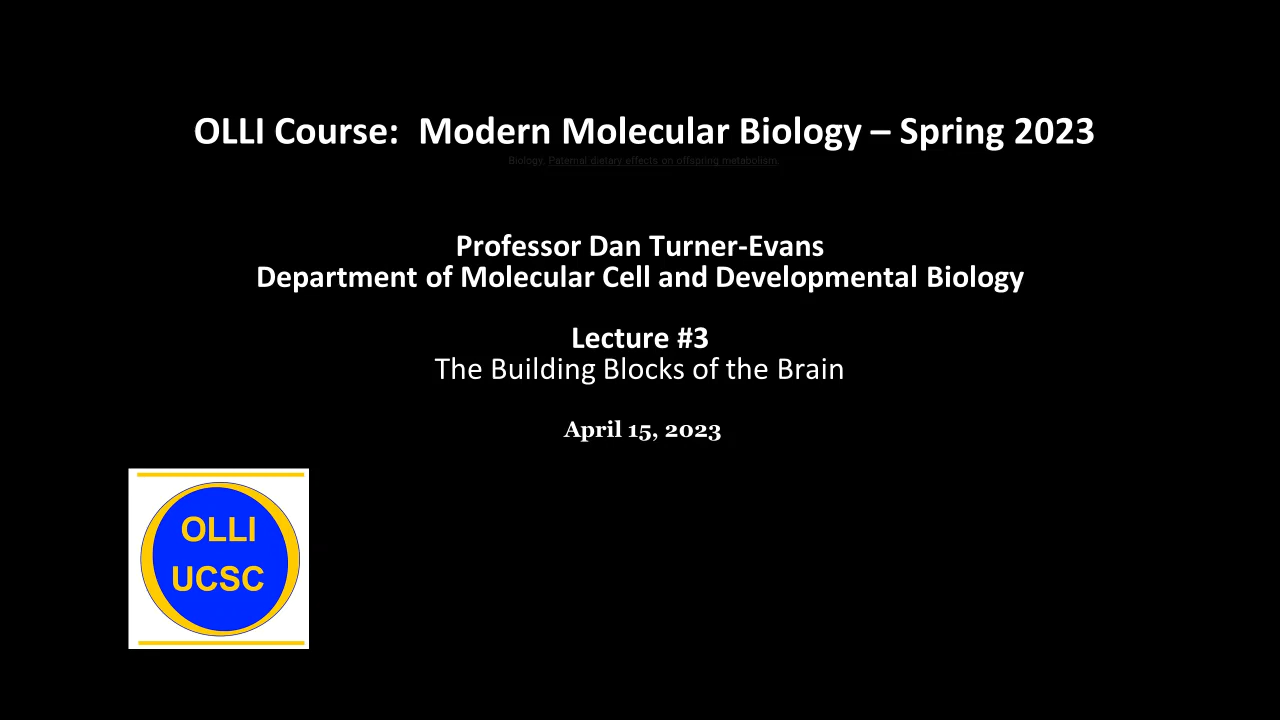 OLLI Course:  Modern Molecular Biology – Spring 2023
Biology. Paternal dietary effects on offspring metabolism.
Professor Dan Turner-Evans
Department of Molecular Cell and Developmental Biology
Lecture #3
The Building Blocks of the Brain
April 15, 2023
OLLI
UCSC